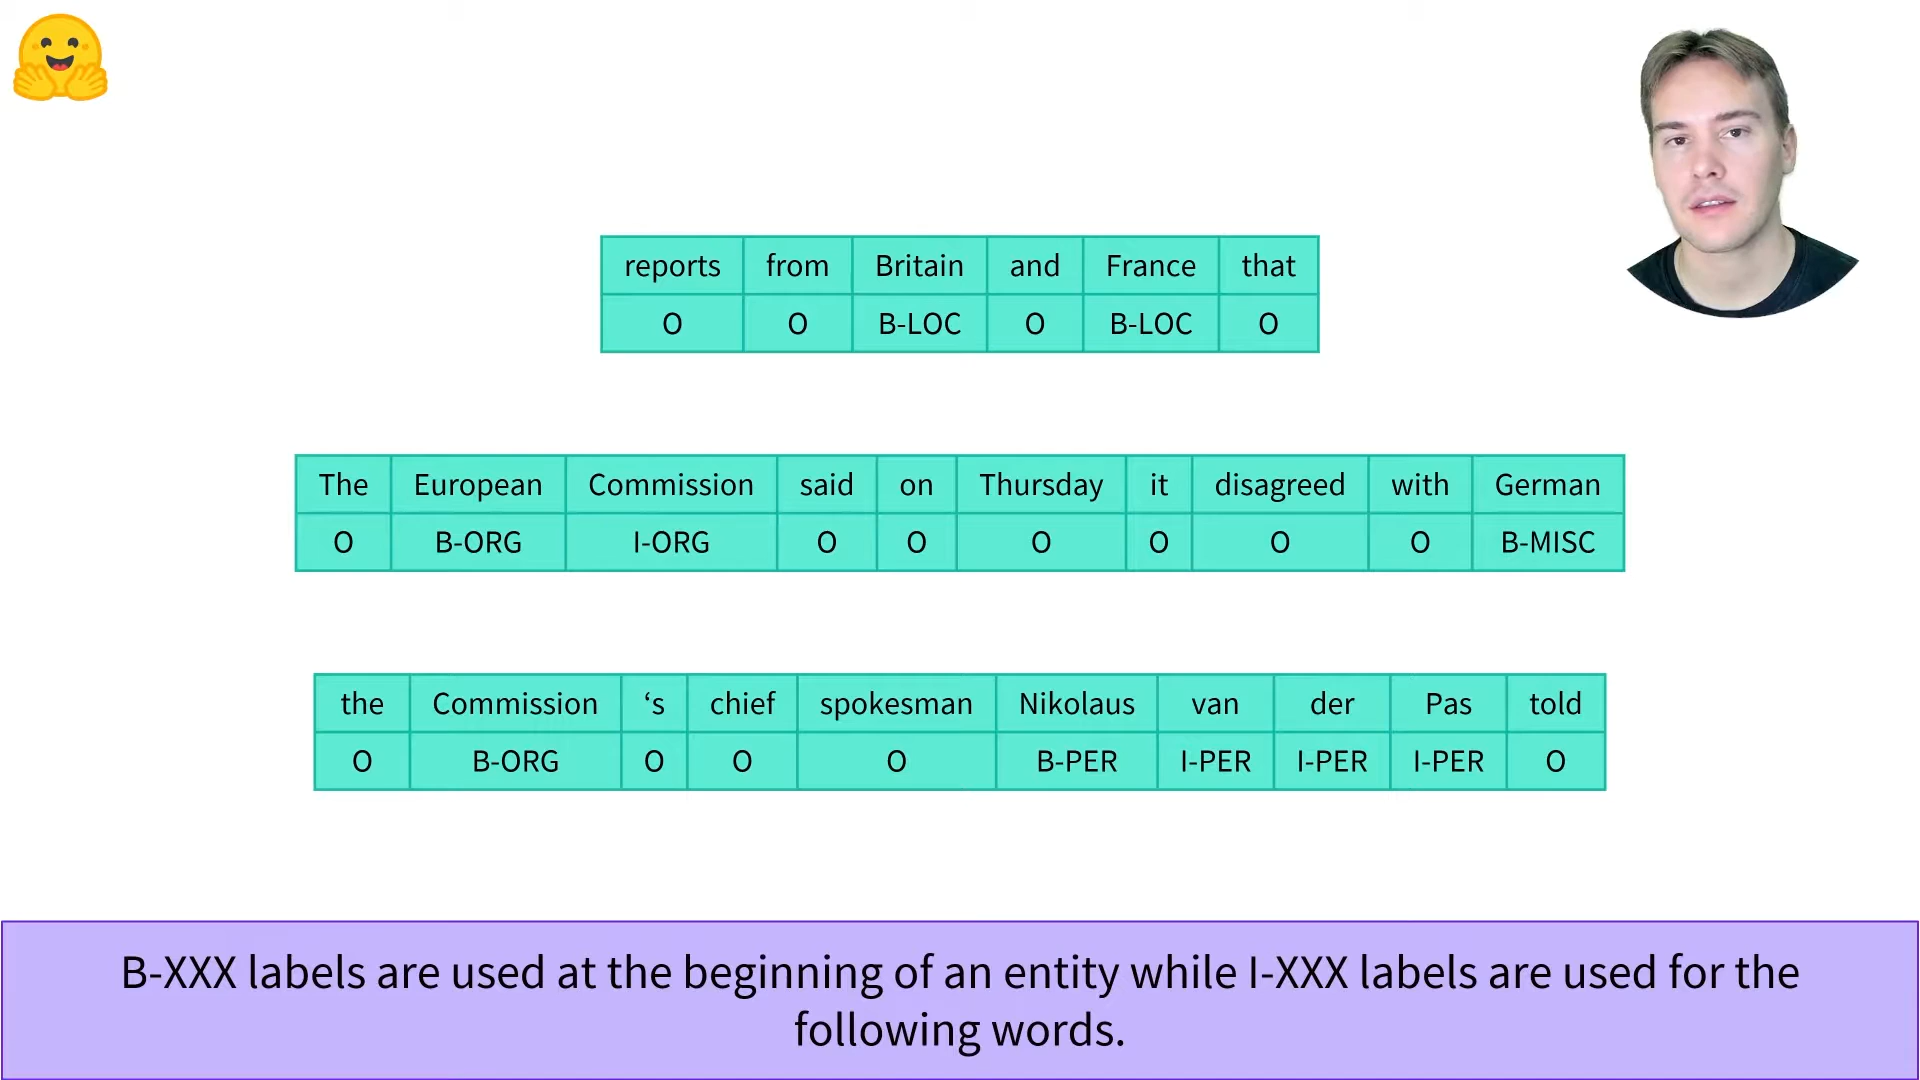 reports from Britain and France that
O O B-LOC O B-LOC O
The European Commission said on Thursday it disagreed with German
O B-ORG I-ORG O O O O O O B-MISC
the Commission ‘s chief spokesman Nikolaus van der Pas told
O B-ORG O O O B-PER I-PER I-PER I-PER O
B-XXX labels are used at the beginning of an entity while I-XXX labels are used for the
following words.